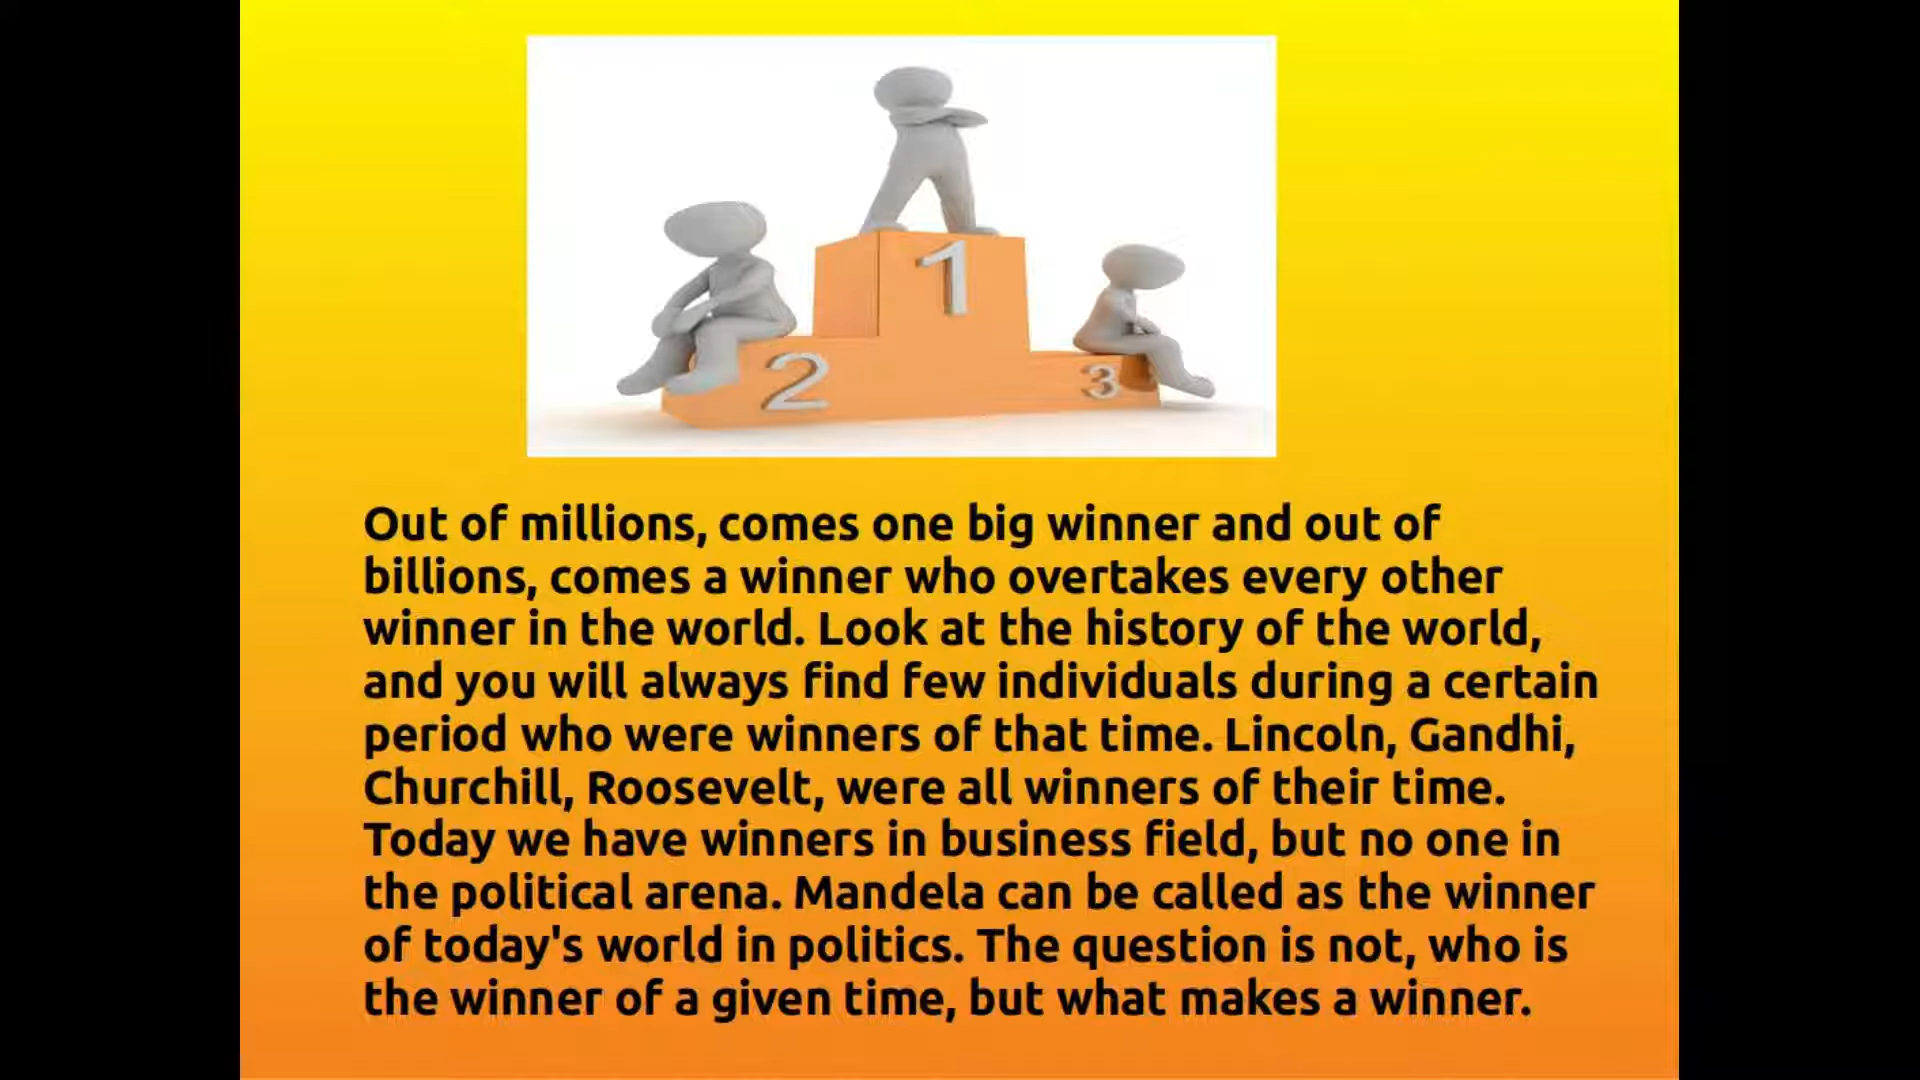 1
2
3
Out of millions, comes one big winner and out of
billions, comes a winner who overtakes every other
winner in the world. Look at the history of the world,
and you will always find few individuals during a certain
period who were winners of that time. Lincoln, Gandhi,
Churchill, Roosevelt, were all winners of their time.
Today we have winners in business field, but no one in
the political arena. Mandela can be called as the winner
of today's world in politics. The question is not, who is
the winner of a given time, but what makes a winner.